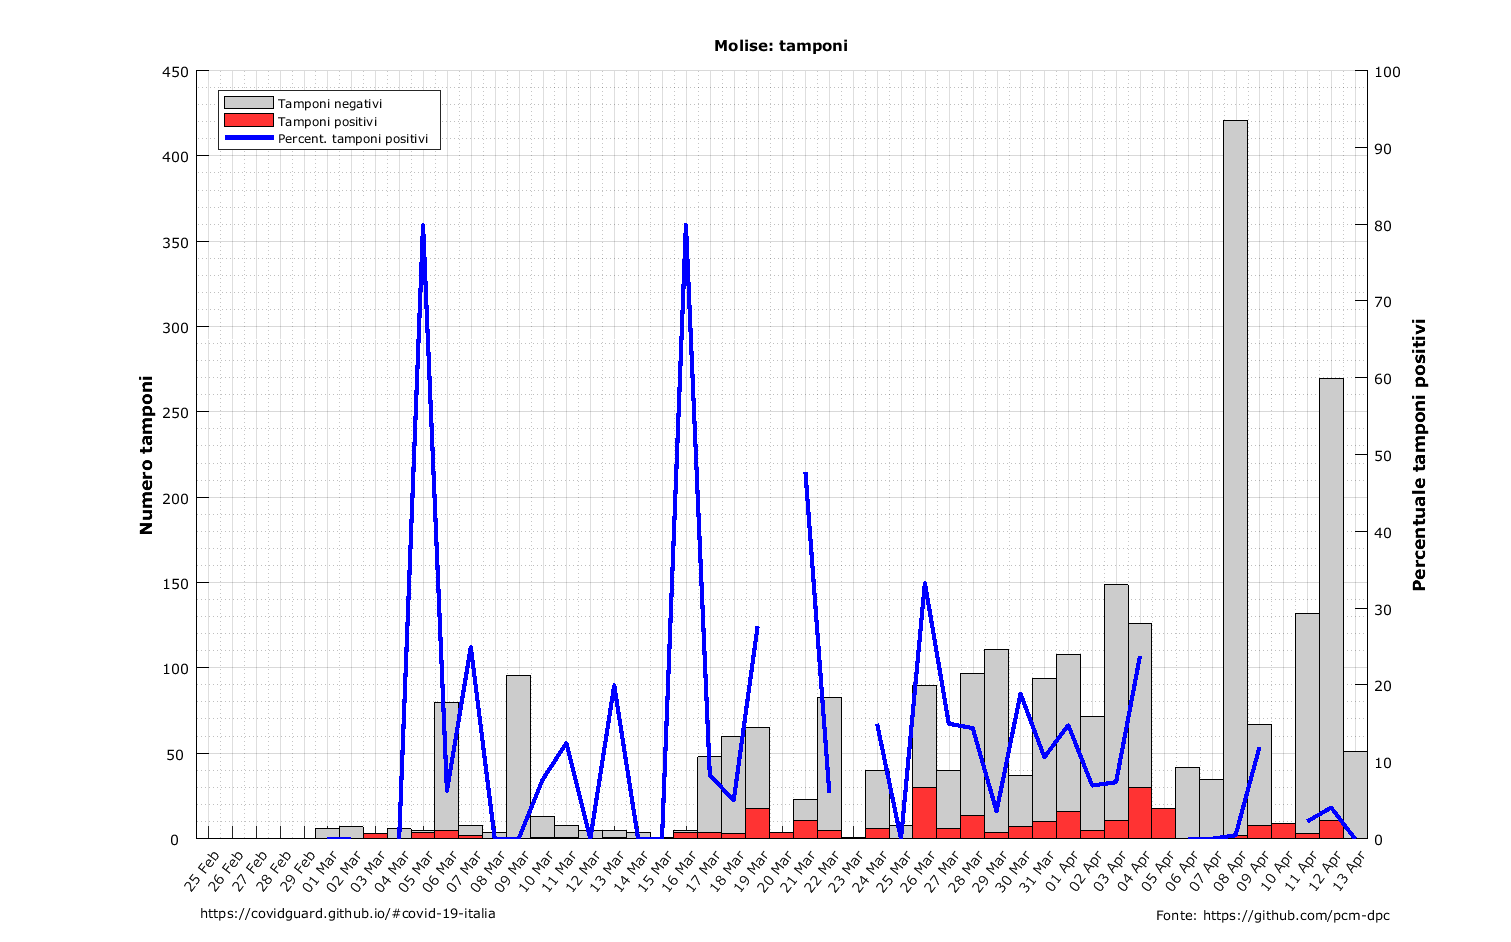 Molise: tamponi
Tamponi negativi
Tamponi positivi
Percent. tamponi positivi
Numero tamponi
450
400
350
300
250
200
150
100
50
0
Percentuale tamponi positivi
100
90
80
70
60
50
40
30
20
10
0
25 Feb
26 Feb
27 Feb
28 Feb
29 Feb
01 Mar
02 Mar
03 Mar
04 Mar
05 Mar
06 Mar
07 Mar
08 Mar
09 Mar
10 Mar
11 Mar
12 Mar
13 Mar
14 Mar
15 Mar
16 Mar
17 Mar
18 Mar
19 Mar
20 Mar
21 Mar
22 Mar
23 Mar
24 Mar
25 Mar
26 Mar
27 Mar
28 Mar
29 Mar
30 Mar
31 Mar
01 Apr
02 Apr
03 Apr
04 Apr
05 Apr
06 Apr
07 Apr
08 Apr
09 Apr
10 Apr
11 Apr
12 Apr
13 Apr
https://covidguard.github.io/#covid-19-italia
Fonte: https://github.com/pcm-dpc